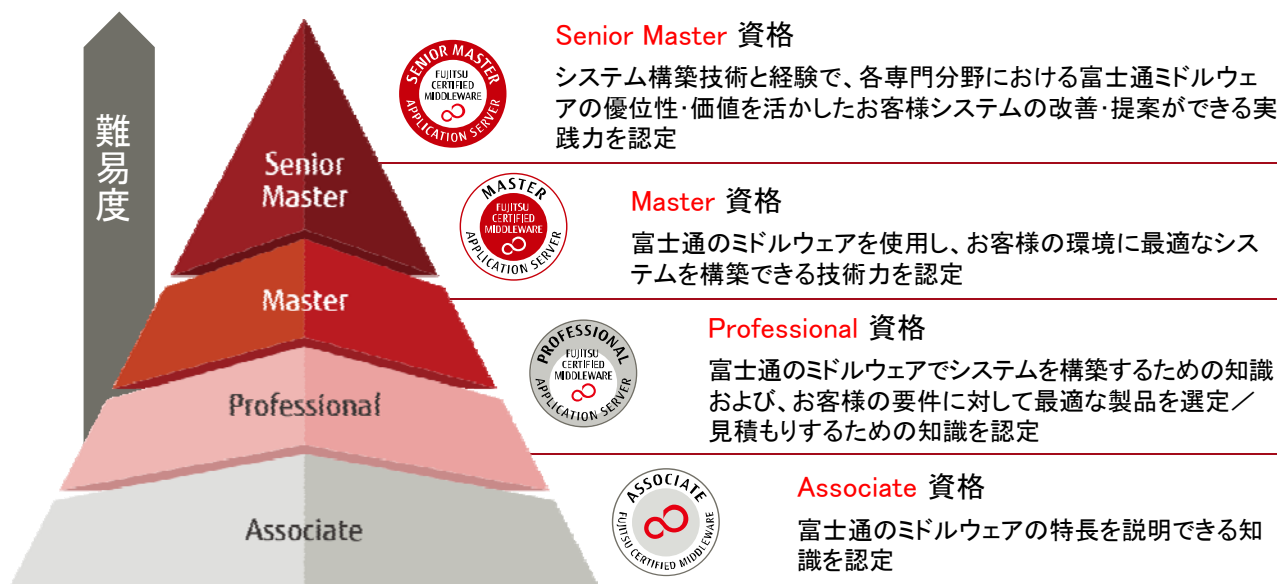 難易度
Senior
Master
Master
Professional
Associate
SENIOR MASTER
FUJITSU
CERTIFIED
MIDDLEWARE
APPLICATION SERVER
Senior Master 資格
システム構築技術と経験で、各専門分野における富士通ミドルウェ
アの優位性・価値を活かしたお客様システムの改善・提案ができる実
践力を認定
MASTER
FUJITSU
CERTIFIED
MIDDLEWARE
APPLICATION SERVER
Master 資格
富士通のミドルウェアを使用し、お客様の環境に最適なシス
テムを構築できる技術力を認定
PROFESSIONAL
FUJITSU
CERTIFIED
MIDDLEWARE
APPLICATION SERVER
Professional 資格
富士通のミドルウェアでシステムを構築するための知識
および、お客様の要件に対して最適な製品を選定／
見積もりするための知識を認定
ASSOCIATE
FUJITSU CERTIFIED MIDDLEWARE
Associate 資格
富士通のミドルウェアの特長を説明できる知
識を認定